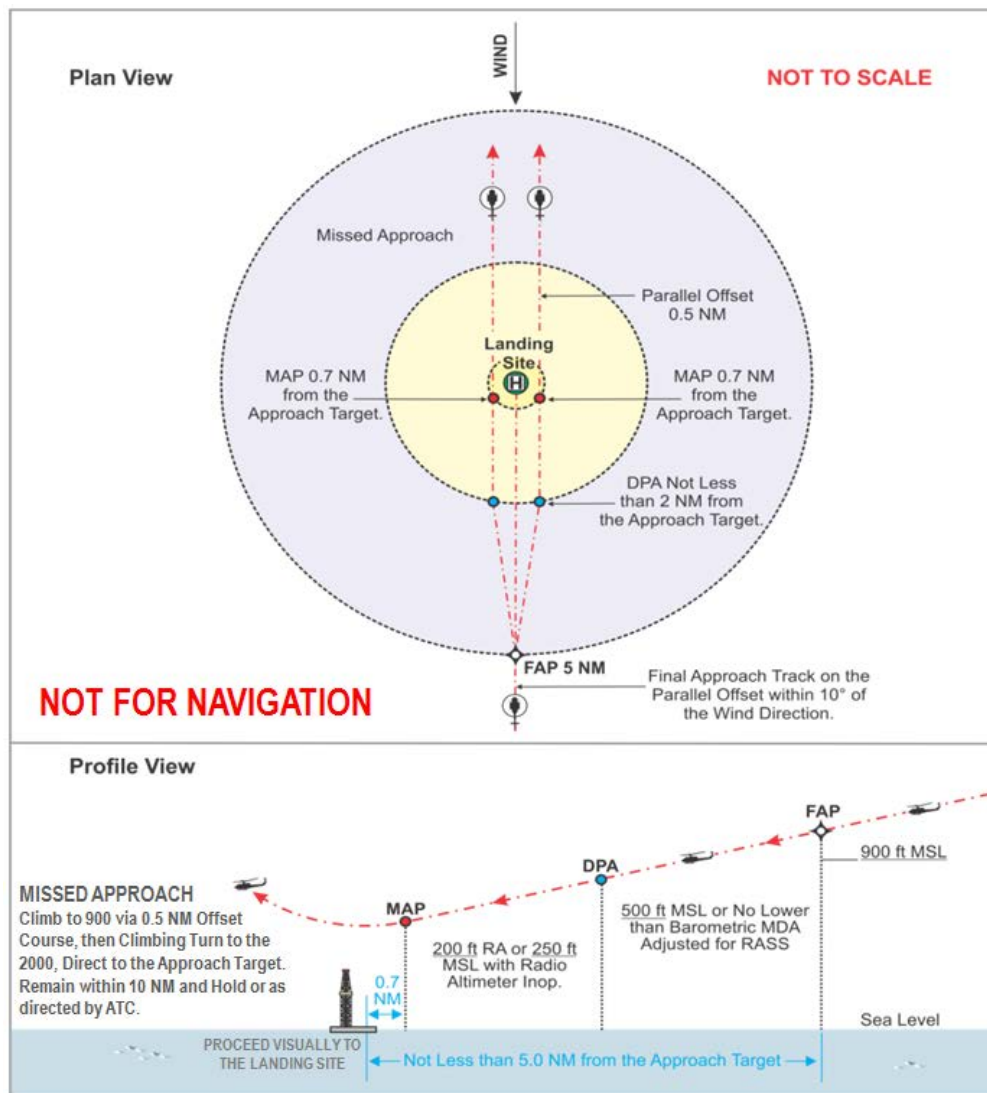 Plan View
WIND
NOT TO SCALE
Missed Approach
Parallel Offset
0.5 NM
Landing
Site
H
MAP 0.7 NM
from the
Approach Target.
MAP 0.7 NM
from the
Approach Target.
DPA Not Less
than 2 NM from
the Approach Target.
FAP 5 NM
NOT FOR NAVIGATION
Final Approach Track on the
Parallel Offset within 10° of
the Wind Direction.
Profile View
FAP
900 ft MSL
DPA
MAP
500 ft MSL or No Lower
than Barometric MDA
Adjusted for RASS
200 ft RA or 250 ft
MSL with Radio
Altimeter Inop.
MISSED APPROACH
Climb to 900 via 0.5 NM Offset
Course, then Climbing Turn to the
2000, Direct to the Approach Target.
Remain within 10 NM and Hold or as
directed by ATC.
0.7
NM
Sea Level
PROCEED VISUALLY TO
THE LANDING SITE
Not Less than 5.0 NM from the Approach Target